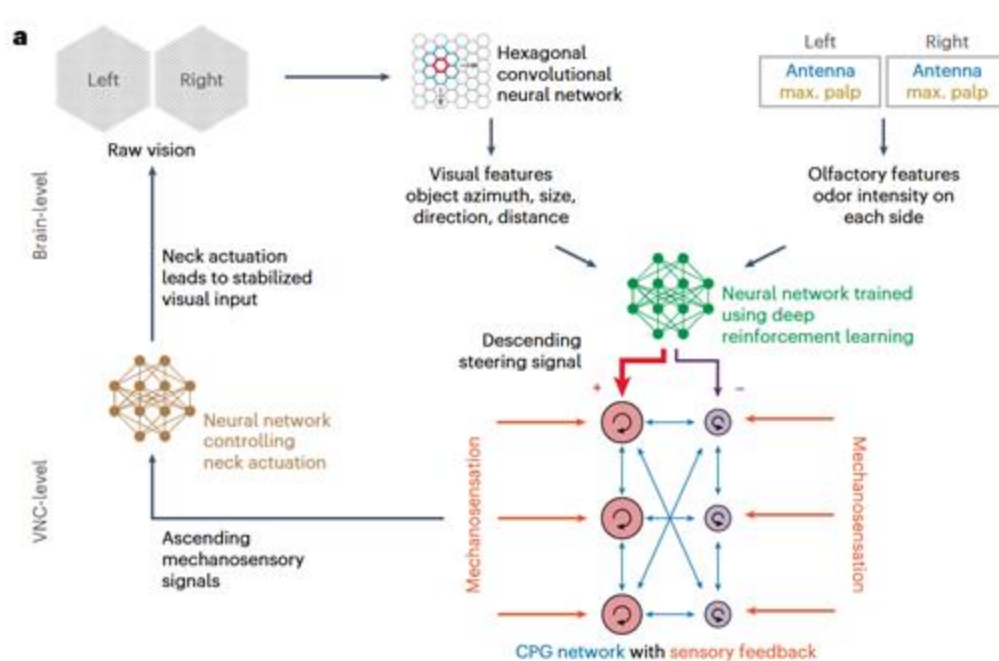 a
Left
Right
Raw vision
Hexagonal
convolutional
neural network
Left
Right
Antenna
max. palp
Antenna
max. palp
Visual features
object azimuth, size,
direction, distance
Olfactory features
odor intensity on
each side
Brain-level
Neck actuation
leads to stabilized
visual input
Neural network trained
using deep
reinforcement learning
Descending
steering signal
+
−
Neural network
controlling
neck actuation
VNC-level
Ascending
mechanosensory
signals
Mechanosensation
Mechanosensation
CPG network with sensory feedback